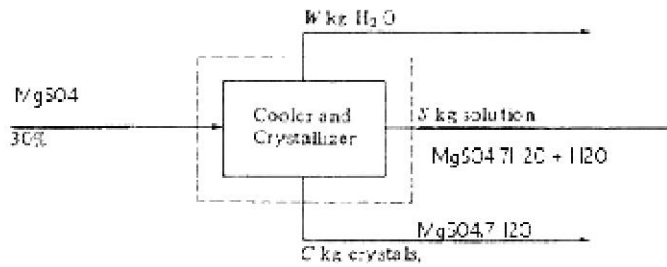 W kg H2O
MgSO4
30%
Cooler and
Crystallizer
S kg solution
MgSO4.7H2O + H2O
MgSO4.7H2O
C kg crystals,